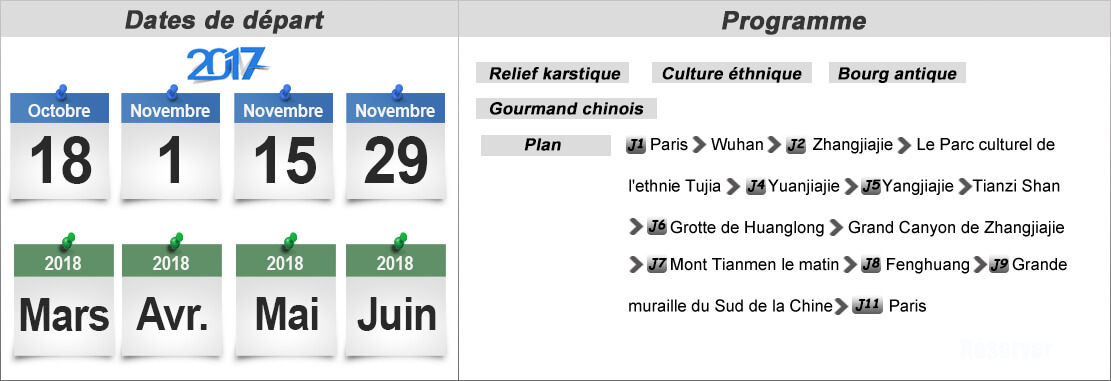 Dates de départ
2017
Octobre
18
Novembre
1
Novembre
15
Novembre
29
2018
Mars
2018
Avr.
2018
Mai
2018
Juin
Programme
Relief karstique Culture éthnique Bourg antique
Gourmand chinois
Plan J1 Paris Wuhan J2 Zhangjiajie Le Parc culturel de
l'ethnie Tujia J4 Yuanjiajie J5 Yangjiajie Tianzi Shan
J6 Grotte de Huanglong Grand Canyon de Zhangjiajie
J7 Mont Tianmen le matin J8 Fenghuang J9 Grande
muraille du Sud de la Chine J11 Paris